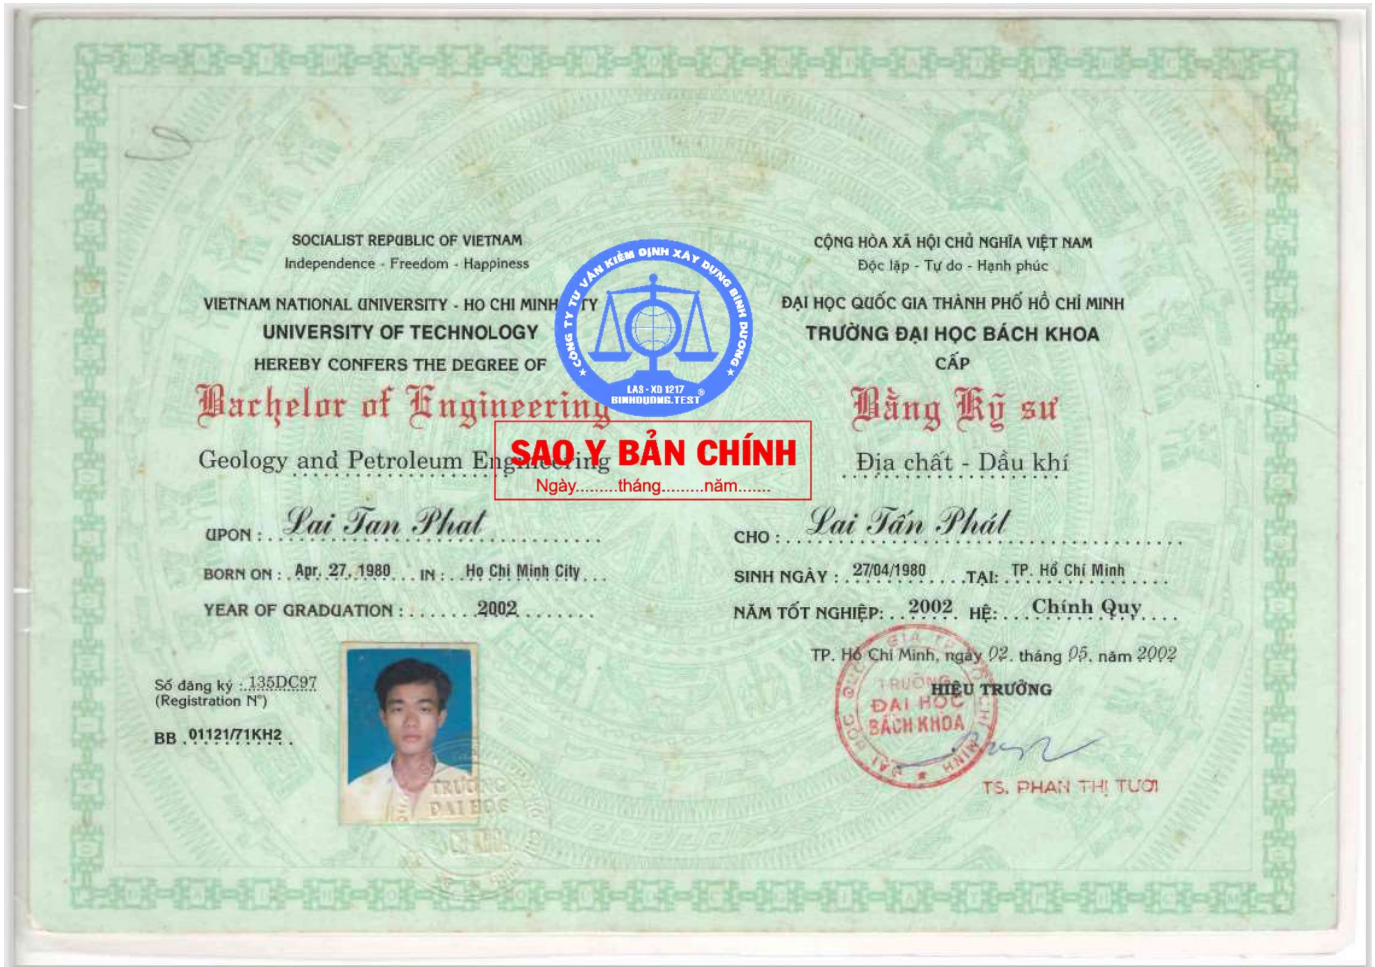 SOCIALIST REPUBLIC OF VIETNAM
Independence - Freedom - Happiness
VIETNAM NATIONAL UNIVERSITY - HO CHI MINH CITY
UNIVERSITY OF TECHNOLOGY
HEREBY CONFERS THE DEGREE OF
Bachelor of Engineering
Geology and Petroleum Engineering
UPON : Lai Tan Phat
BORN ON : Apr. 27, 1980 IN : Ho Chi Minh City
YEAR OF GRADUATION : 2002
Số đăng ký : 135DC97
(Registration Nº)
BB 01121/71KH2
TRƯỜNG
ĐẠI HỌC
CÔNG TY TƯ VẤN KIỂM ĐỊNH XÂY DỰNG BÌNH DƯƠNG
LAS - XD 1217
BINHDUONG.TEST®
SAO Y BẢN CHÍNH
Ngày.........tháng.........năm.......
CỘNG HÒA XÃ HỘI CHỦ NGHĨA VIỆT NAM
Độc lập - Tự do - Hạnh phúc
ĐẠI HỌC QUỐC GIA THÀNH PHỐ HỒ CHÍ MINH
TRƯỜNG ĐẠI HỌC BÁCH KHOA
CẤP
Bằng Kỹ sư
Địa chất - Dầu khí
CHO : Lai Tấn Phát
SINH NGÀY : 27/04/1980 TẠI: TP. Hồ Chí Minh
NĂM TỐT NGHIỆP: 2002 HỆ: Chính Quy
TP. Hồ Chí Minh, ngày 02. tháng 05. năm 2002
HIỆU TRƯỞNG
TRƯỜNG
ĐẠI HỌC
BÁCH KHOA
TS. PHAN THỊ TƯƠI